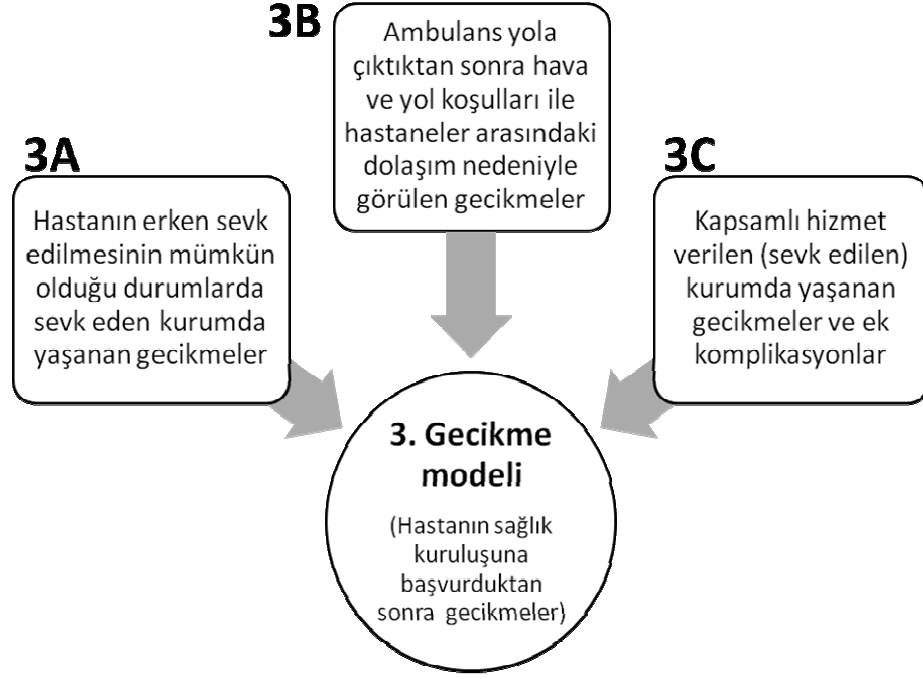 3A
Hastanın erken sevk
edilmesinin mümkün
olduğu durumlarda
sevk eden kurumda
yaşanan gecikmeler
3B
Ambulans yola
çıktıktan sonra hava
ve yol koşulları ile
hastaneler arasındaki
dolaşım nedeniyle
görülen gecikmeler
3C
Kapsamlı hizmet
verilen (sevk edilen)
kurumda yaşanan
gecikmeler ve ek
komplikasyonlar
3. Gecikme
modeli
(Hastanın sağlık
kuruluşuna
başvurduktan
sonra gecikmeler)